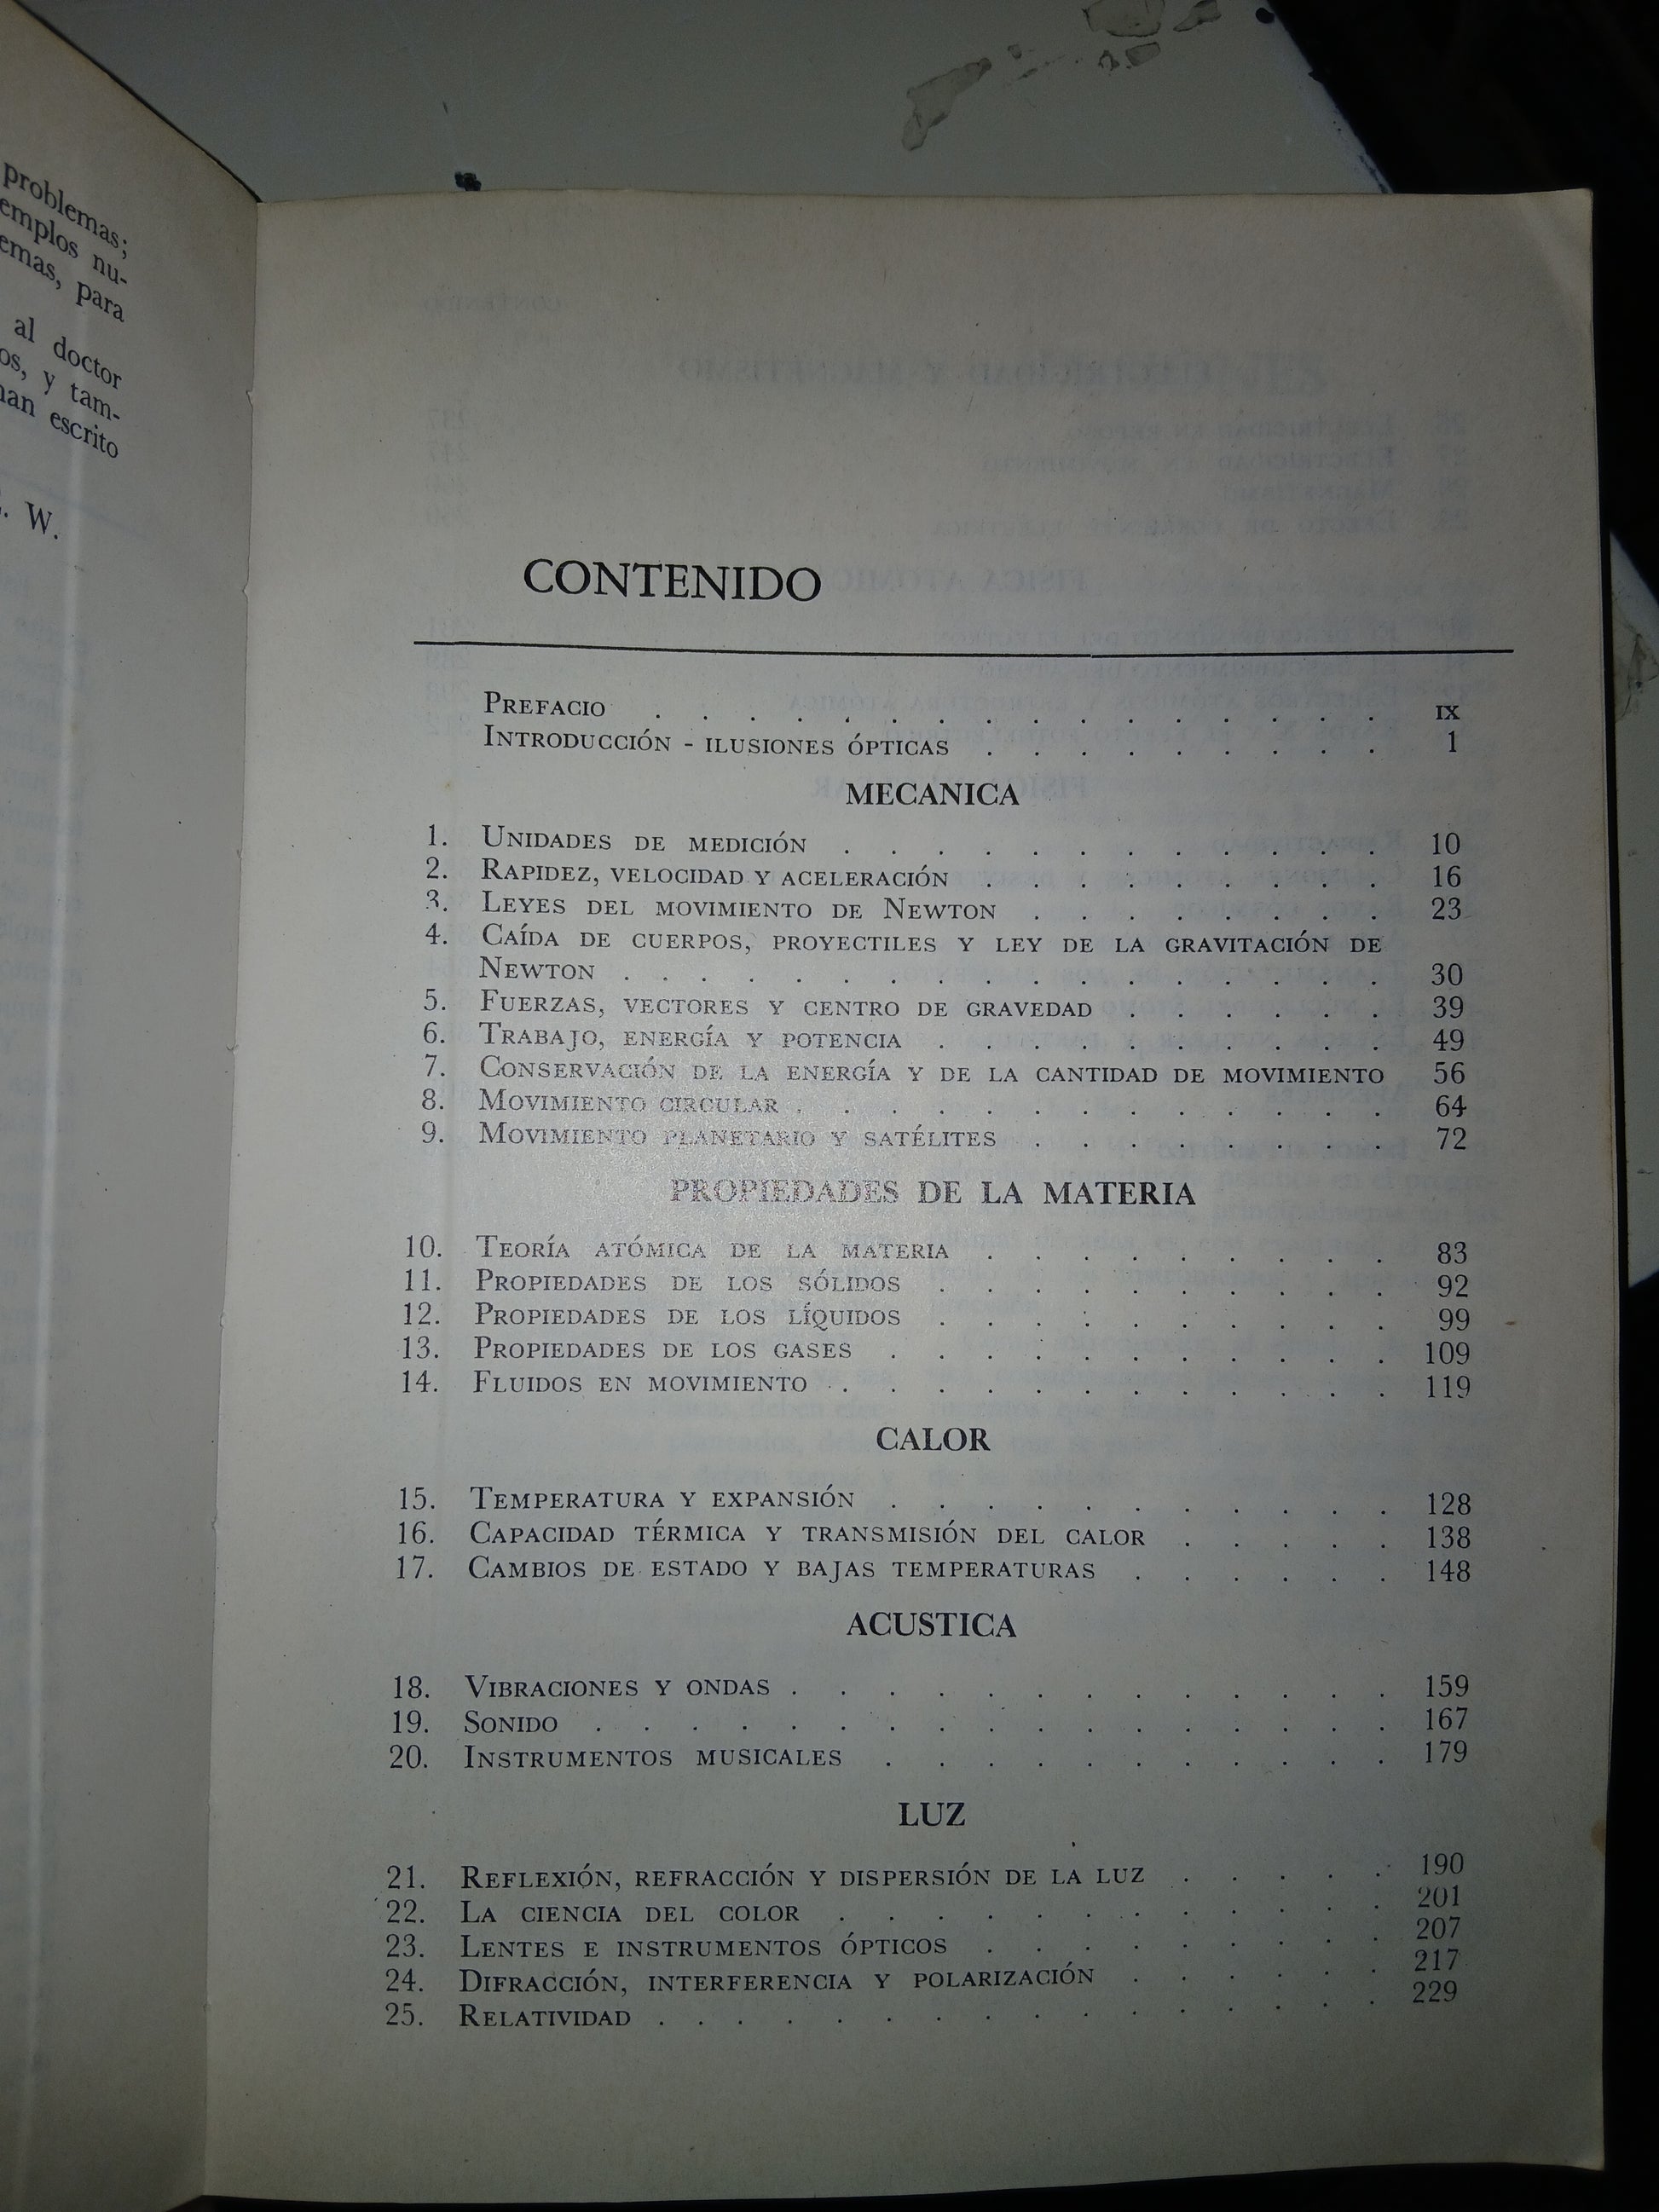 problemas;
emplos nu-
emas, para
al doctor
os, y tam-
han escrito
W.
CONTENIDO
PREFACIO . . . . . . . . . . . . . . . IX
INTRODUCCIÓN - ILUSIONES ÓPTICAS . . . . . . . . . 1
MECANICA
1. UNIDADES DE MEDICIÓN . . . . . . . . . . . . 10
2. RAPIDEZ, VELOCIDAD Y ACELERACIÓN . . . . . . . . . 16
3. LEYES DEL MOVIMIENTO DE NEWTON . . . . . . . . 23
4. CAÍDA DE CUERPOS, PROYECTILES Y LEY DE LA GRAVITACIÓN DE
NEWTON . . . . . . . . . . . . . . . . 30
5. FUERZAS, VECTORES Y CENTRO DE GRAVEDAD . . . . . . 39
6. TRABAJO, ENERGÍA Y POTENCIA . . . . . . . . . . 49
7. CONSERVACIÓN DE LA ENERGÍA Y DE LA CANTIDAD DE MOVIMIENTO 56
8. MOVIMIENTO CIRCULAR . . . . . . . . . . . . . 64
9. MOVIMIENTO PLANETARIO Y SATÉLITES . . . . . . . . 72
PROPIEDADES DE LA MATERIA
10. TEORÍA ATÓMICA DE LA MATERIA . . . . . . . . . 83
11. PROPIEDADES DE LOS SÓLIDOS . . . . . . . . . . 92
12. PROPIEDADES DE LOS LÍQUIDOS . . . . . . . . . . 99
13. PROPIEDADES DE LOS GASES . . . . . . . . . . . 109
14. FLUIDOS EN MOVIMIENTO . . . . . . . . . . . . 119
CALOR
15. TEMPERATURA Y EXPANSIÓN . . . . . . . . . . . 128
16. CAPACIDAD TÉRMICA Y TRANSMISIÓN DEL CALOR . . . . . 138
17. CAMBIOS DE ESTADO Y BAJAS TEMPERATURAS . . . . . . 148
ACUSTICA
18. VIBRACIONES Y ONDAS . . . . . . . . . . . . . 159
19. SONIDO . . . . . . . . . . . . . . . . . 167
20. INSTRUMENTOS MUSICALES . . . . . . . . . . . 179
LUZ
21. REFLEXIÓN, REFRACCIÓN Y DISPERSIÓN DE LA LUZ . . . . . 190
22. LA CIENCIA DEL COLOR . . . . . . . . . . . . 201
23. LENTES E INSTRUMENTOS ÓPTICOS . . . . . . . . . 207
24. DIFRACCIÓN, INTERFERENCIA Y POLARIZACIÓN . . . . . . 217
25. RELATIVIDAD . . . . . . . . . . . . . . . 229